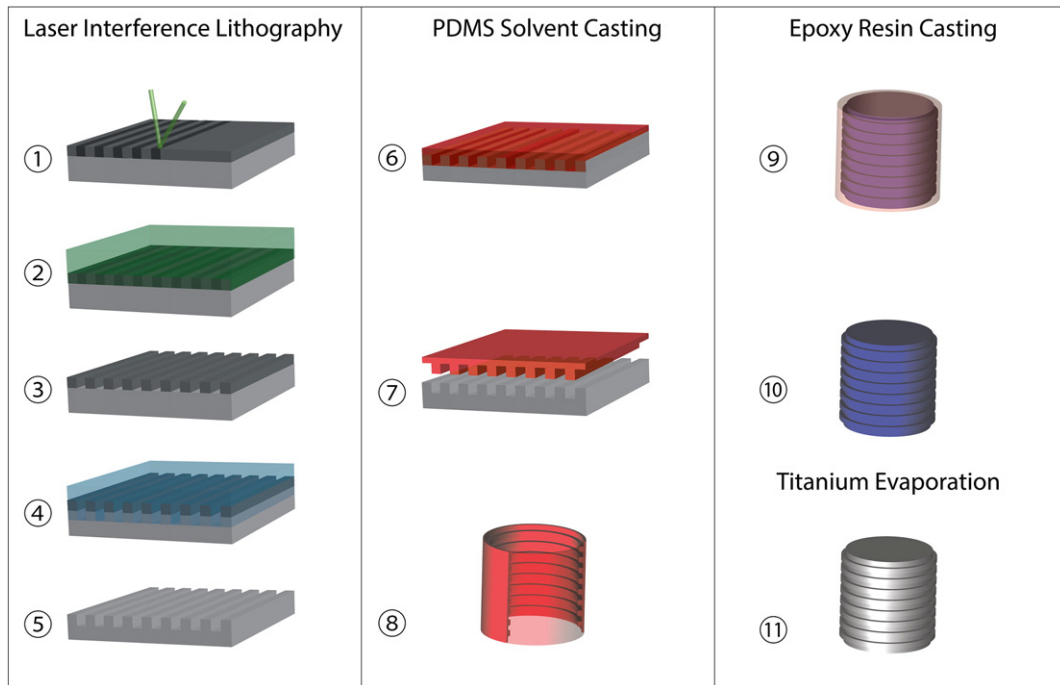 Laser Interference Lithography
1
2
3
4
5
PDMS Solvent Casting
6
7
8
Epoxy Resin Casting
9
10
Titanium Evaporation
11